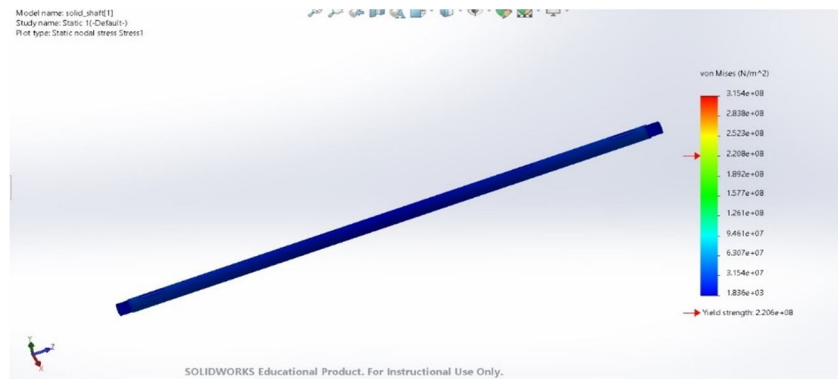 Model name: solid_shaft[1]
Study name: Static 1(-Default-)
Plot type: Static nodal stress Stress1
von Mises (N/m^2)
3.154e+08
2.838e+08
2.523e+08
2.208e+08
1.892e+08
1.577e+08
1.261e+08
9.461e+07
6.307e+07
3.154e+07
1.836e+03
Yield strength: 2.206e+08
Y
Z
X
SOLIDWORKS Educational Product. For Instructional Use Only.